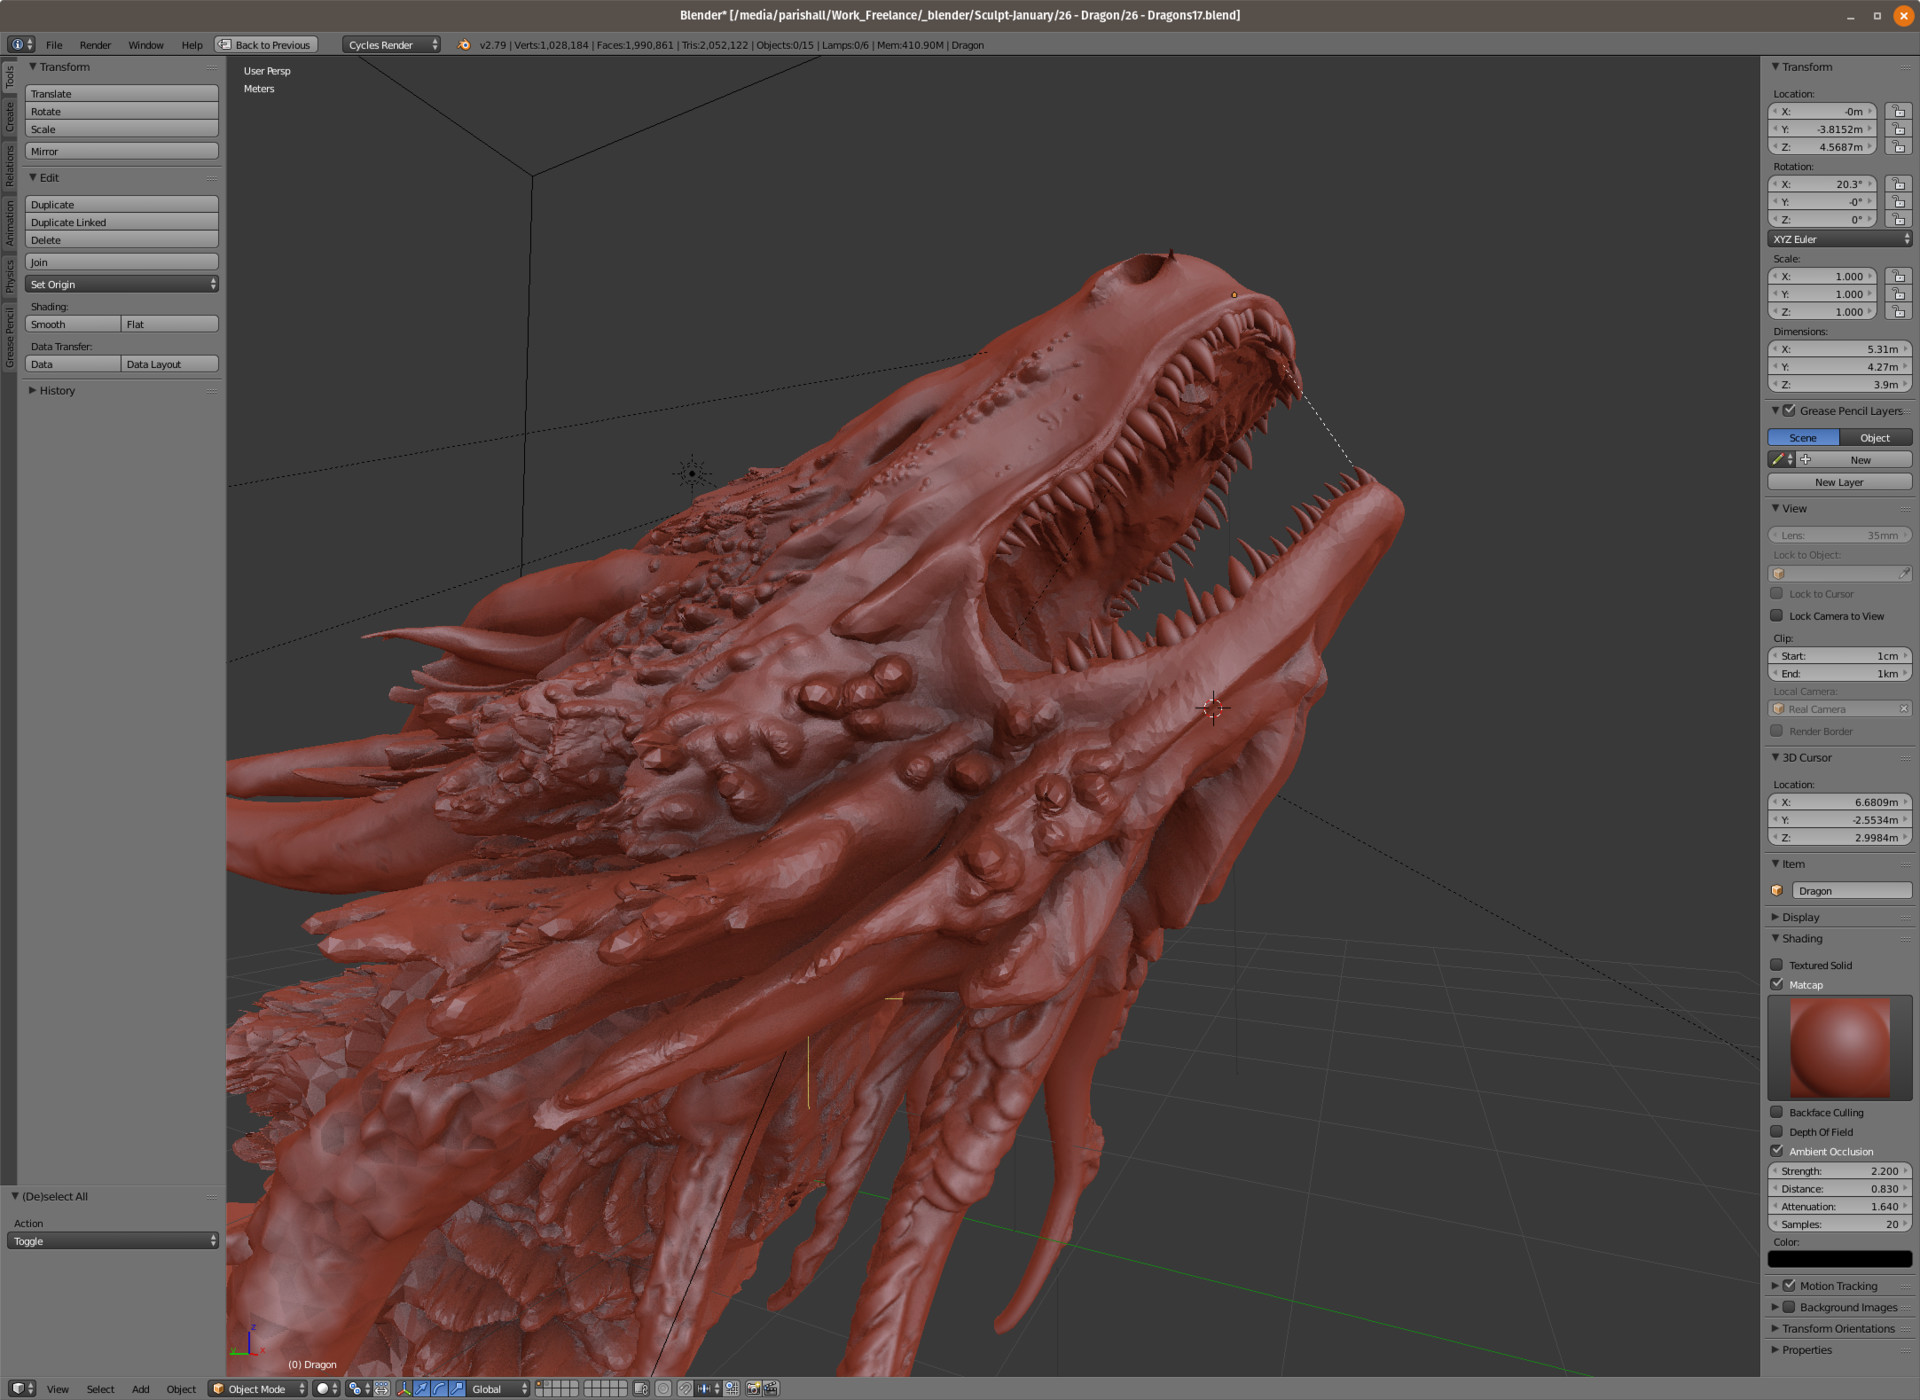 Blender* [/media/parishall/Work_Freelance/_blender/Sculpt-January/26 - Dragon/26 - Dragons17.blend]
File Render Window Help Back to Previous Cycles Render v2.79 | Verts:1,028,184 | Faces:1,990,861 | Tris:2,052,122 | Objects:0/15 | Lamps:0/6 | Mem:410.90M | Dragon
Tools
Create
Relations
Animation
Physics
Grease Pencil
Transform
Translate
Rotate
Scale
Mirror
Edit
Duplicate
Duplicate Linked
Delete
Join
Set Origin
Shading:
Smooth Flat
Data Transfer:
Data Data Layout
History
(De)select All
Action
Toggle
User Persp
Meters
z
y x
(0) Dragon
Transform
Location:
X: -0m
Y: -3.8152m
Z: 4.5687m
Rotation:
X: 20.3°
Y: -0°
Z: 0°
XYZ Euler
Scale:
X: 1.000
Y: 1.000
Z: 1.000
Dimensions:
X: 5.31m
Y: 4.27m
Z: 3.9m
Grease Pencil Layers
Scene Object
New
New Layer
View
Lens: 35mm
Lock to Object:
Lock to Cursor
Lock Camera to View
Clip:
Start: 1cm
End: 1km
Local Camera:
Real Camera
Render Border
3D Cursor
Location:
X: 6.6809m
Y: -2.5534m
Z: 2.9984m
Item
Dragon
Display
Shading
Textured Solid
Matcap
Backface Culling
Depth Of Field
Ambient Occlusion
Strength: 2.200
Distance: 0.830
Attenuation: 1.640
Samples: 20
Color:
Motion Tracking
Background Images
Transform Orientations
Properties
View Select Add Object Object Mode Global